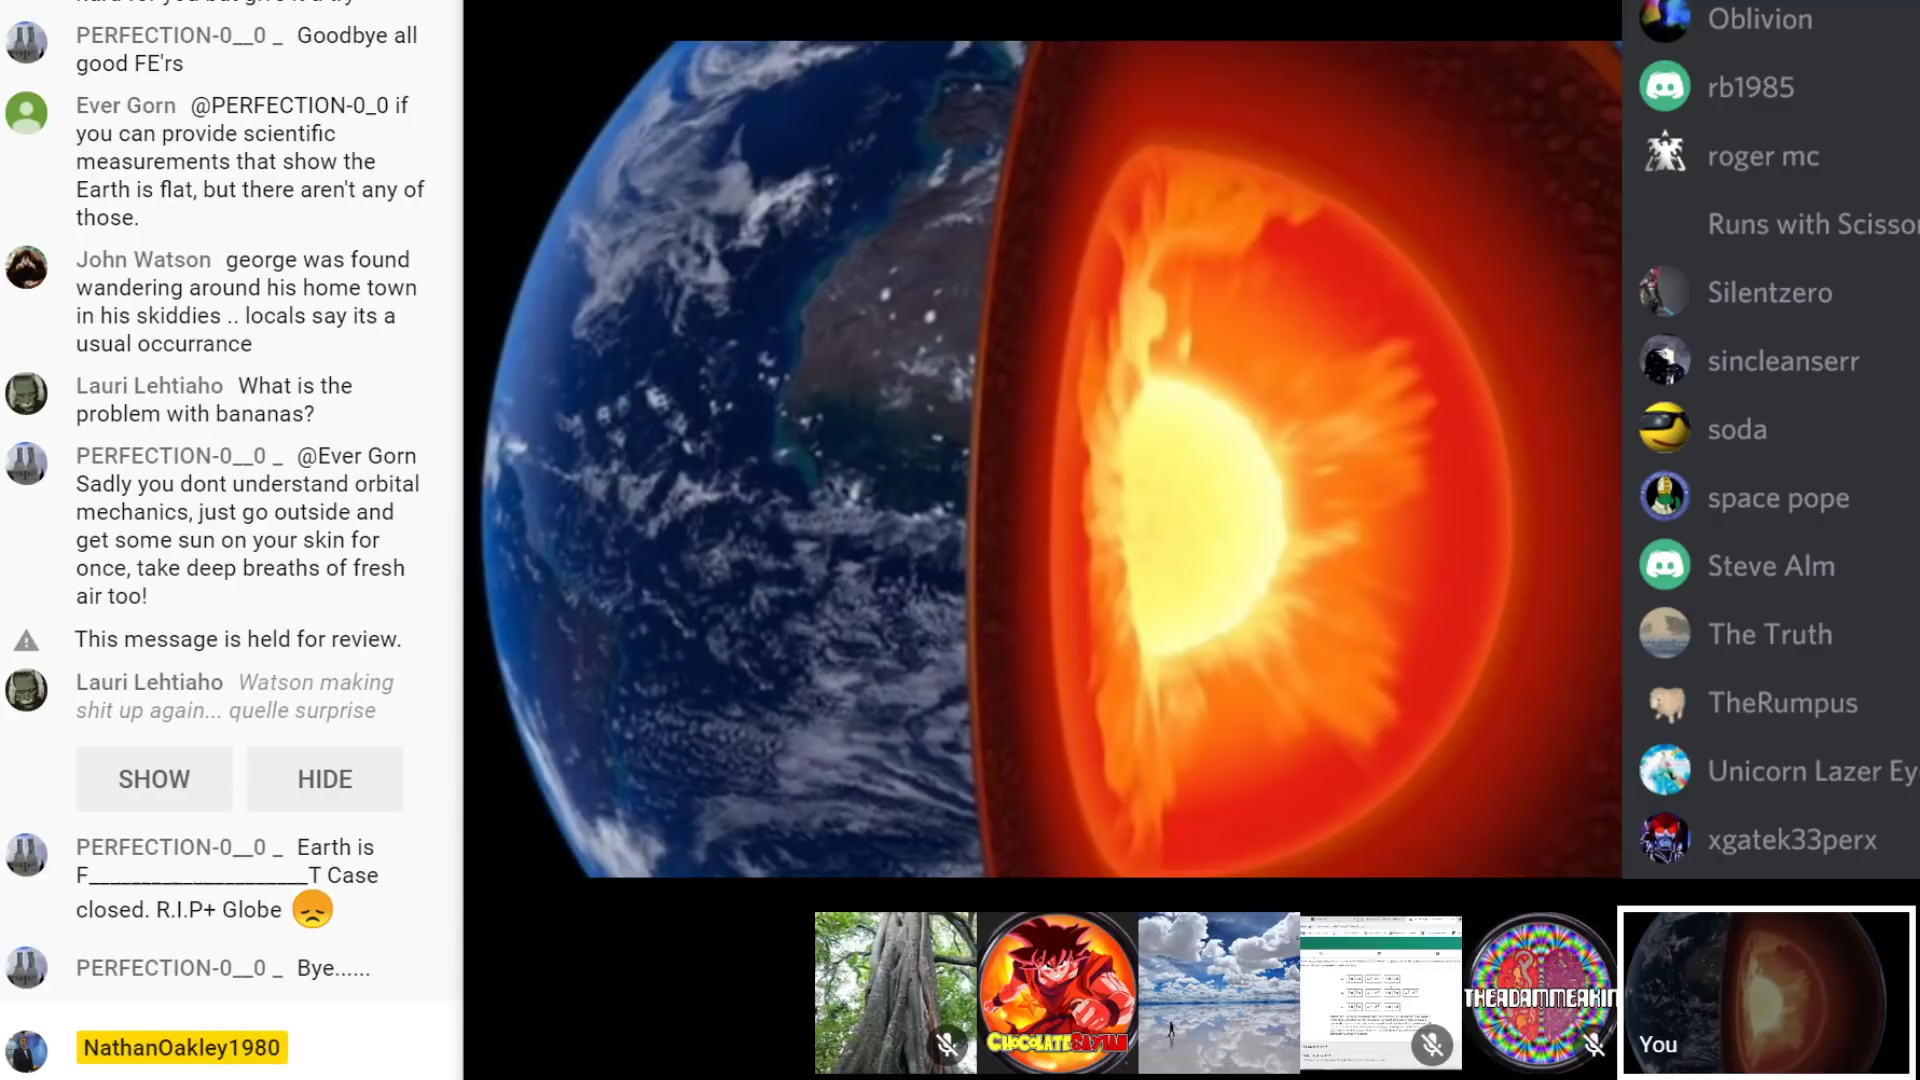 PERFECTION-0__0 _ Goodbye all
good FE'rs
Ever Gorn @PERFECTION-0_0 if
you can provide scientific
measurements that show the
Earth is flat, but there aren't any of
those.
John Watson george was found
wandering around his home town
in his skiddies .. locals say its a
usual occurrance
Lauri Lehtiaho What is the
problem with bananas?
PERFECTION-0__0 _ @Ever Gorn
Sadly you dont understand orbital
mechanics, just go outside and
get some sun on your skin for
once, take deep breaths of fresh
air too!
This message is held for review.
Lauri Lehtiaho Watson making
shit up again... quelle surprise
SHOW
HIDE
PERFECTION-0__0 _ Earth is
F____________________T Case
closed. R.I.P+ Globe
PERFECTION-0__0 _ Bye......
NathanOakley1980
Oblivion
rb1985
roger mc
Runs with Scissor
Silentzero
sincleanserr
soda
space pope
Steve Alm
The Truth
TheRumpus
Unicorn Lazer Ey
xgatek33perx
CHOCOLATE SAYIAN
THEADAMMEAKIN
You